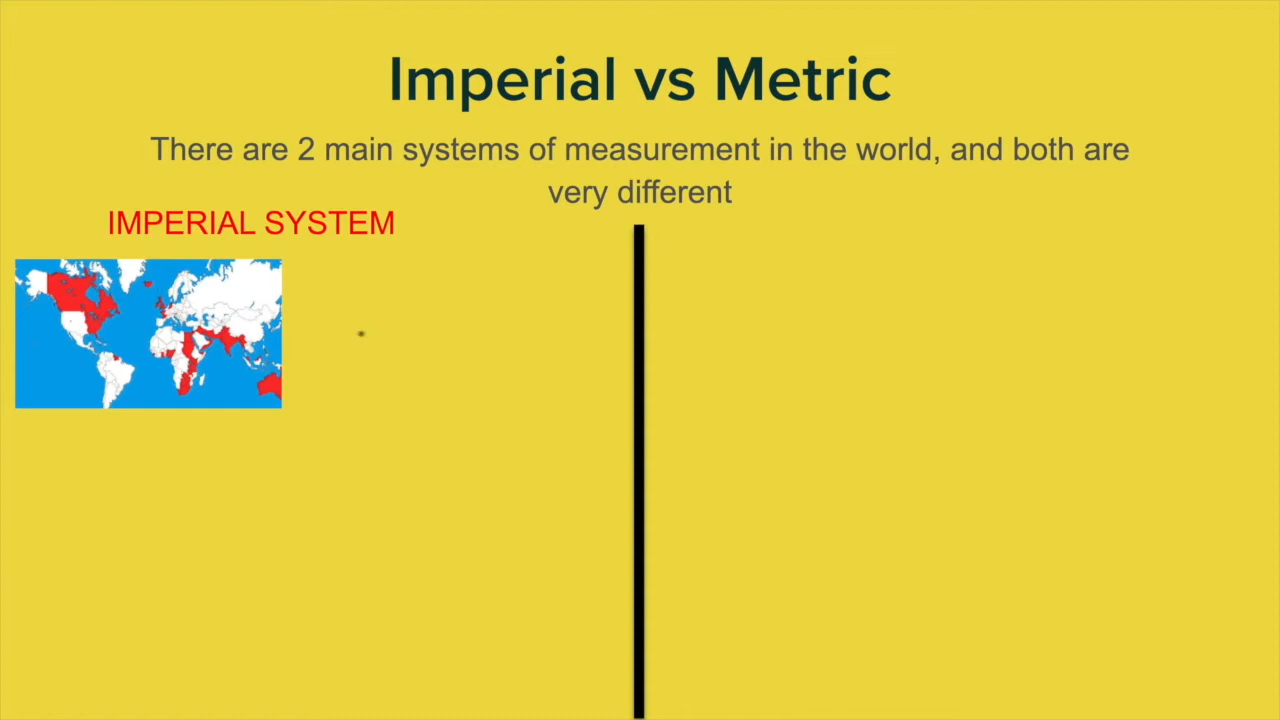 Imperial vs Metric
There are 2 main systems of measurement in the world, and both are
very different
IMPERIAL SYSTEM